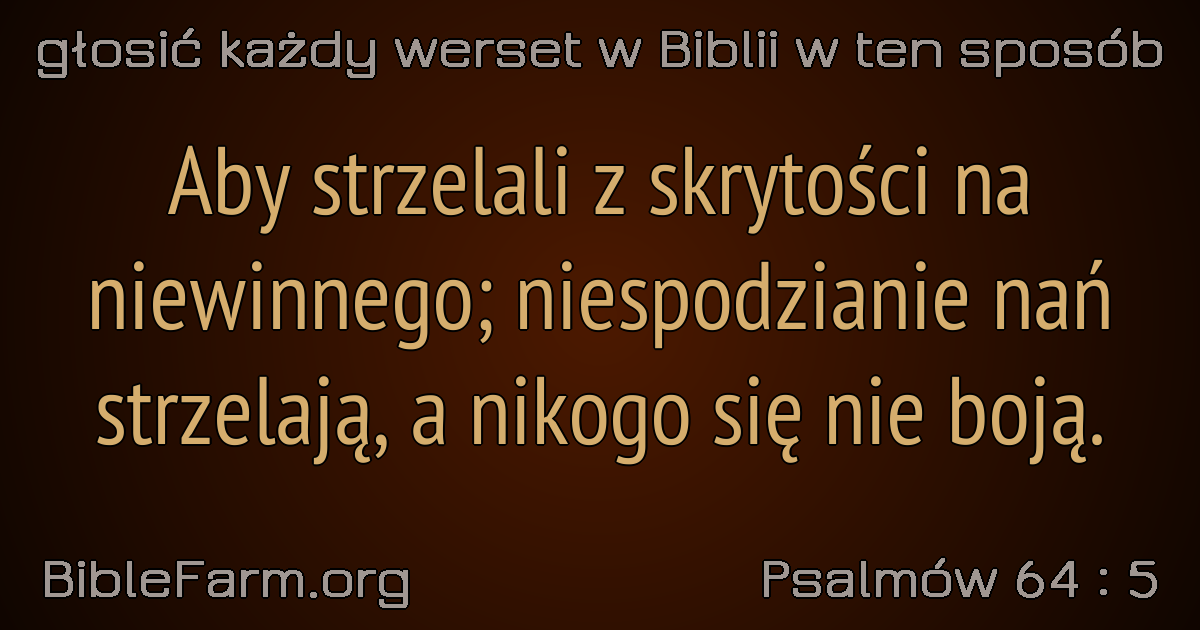 głosić każdy werset w Biblii w ten sposób
Aby strzelali z skrytości na
niewinnego; niespodzianie nań
strzelają, a nikogo się nie boją.
BibleFarm.org
Psalmów 64 : 5